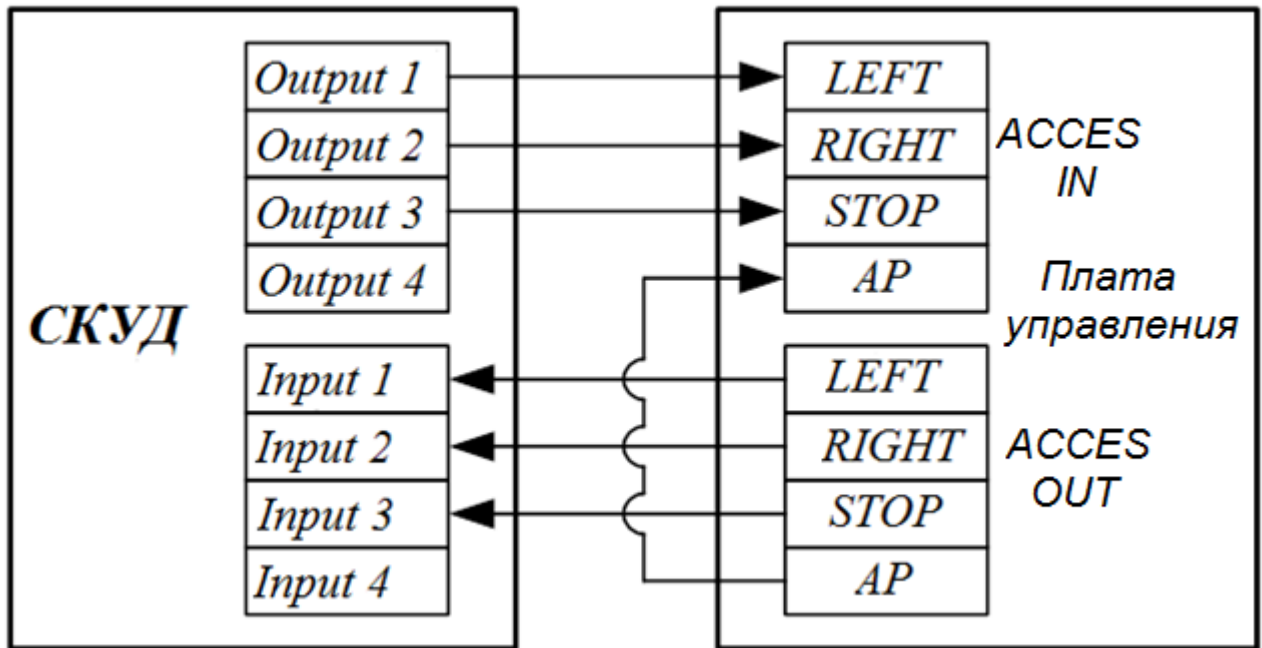 СКУД
Output 1
Output 2
Output 3
Output 4
Input 1
Input 2
Input 3
Input 4
LEFT
RIGHT
STOP
AP
ACCES
IN
Плата
управления
LEFT
RIGHT
STOP
AP
ACCES
OUT